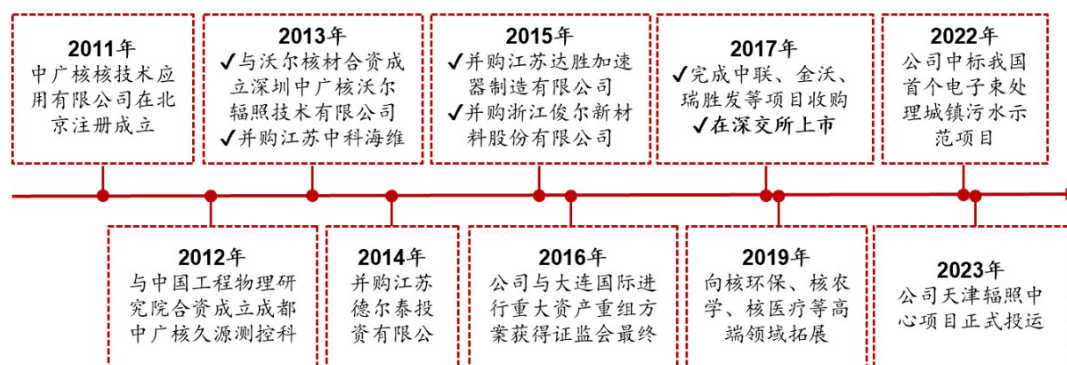 2011年
中广核核技术应
用有限公司在北
京注册成立
2013年
✓与沃尔核材合资成
立深圳中广核沃尔
辐照技术有限公司
✓并购江苏中科海维
2015年
✓并购江苏达胜加速
器制造有限公司
✓并购浙江俊尔新材
料股份有限公司
2017年
✓完成中联、金沃、
瑞胜发等项目收购
✓在深交所上市
2022年
公司中标我国
首个电子束处
理城镇污水示
范项目
2012年
与中国工程物理研
究院合资成立成都
中广核久源测控科
2014年
并购江苏
德尔泰投
资有限公
2016年
公司与大连国际进
行重大资产重组方
案获得证监会最终
2019年
向核环保、核农
学、核医疗等高
端领域拓展
2023年
公司天津辐照中
心项目正式投运